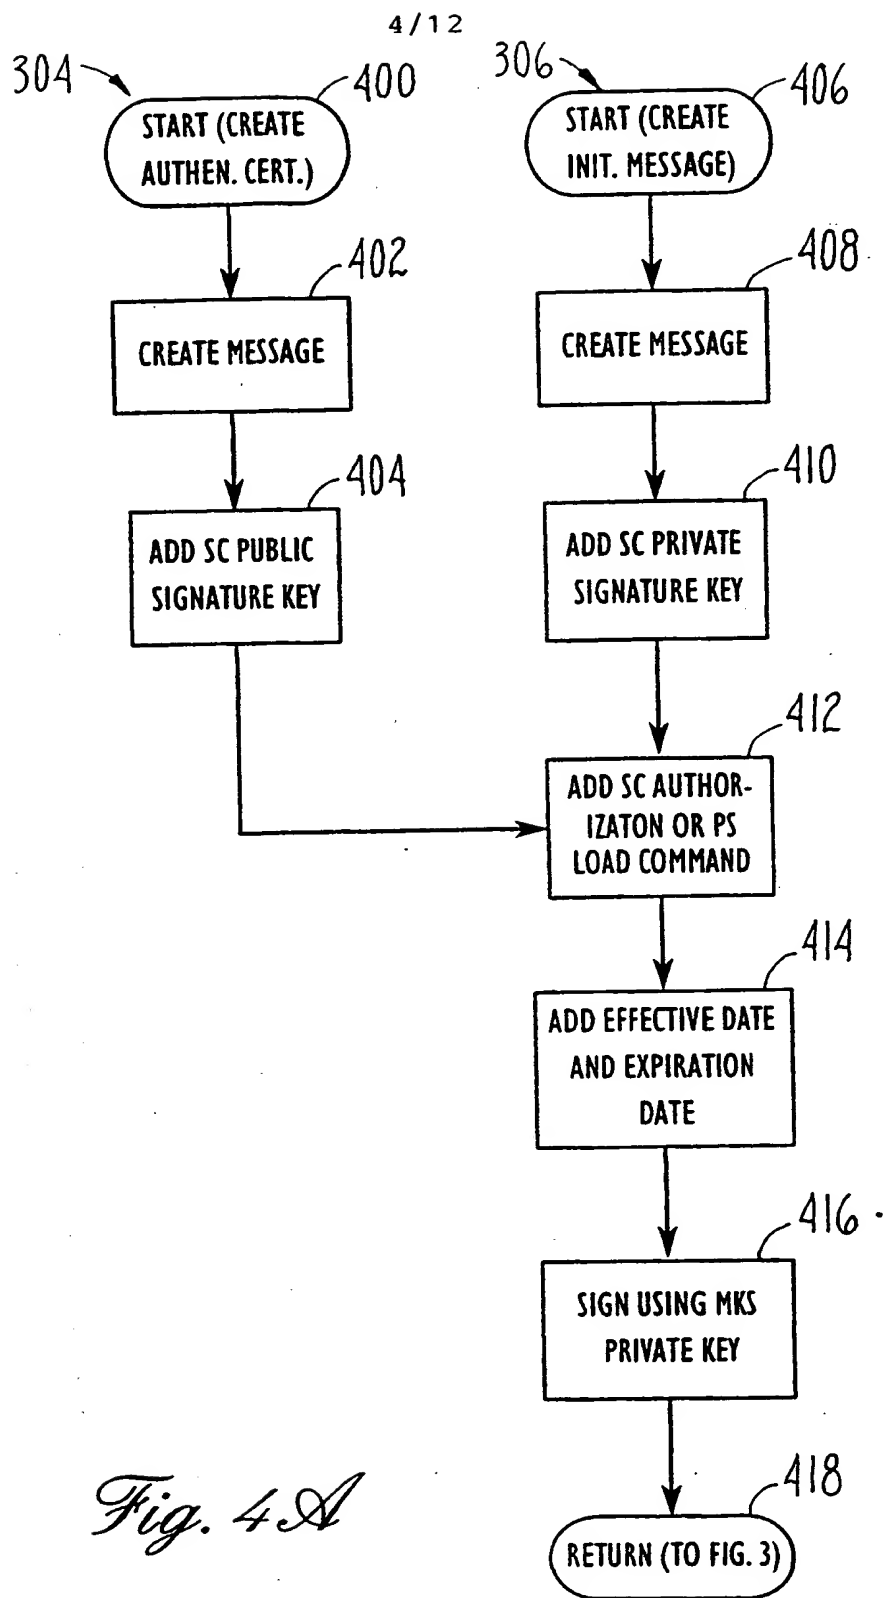 4/12
304
400
START (CREATE
AUTHEN. CERT.)
402
CREATE MESSAGE
404
ADD SC PUBLIC
SIGNATURE KEY
306
406
START (CREATE
INIT. MESSAGE)
408
CREATE MESSAGE
410
ADD SC PRIVATE
SIGNATURE KEY
412
ADD SC AUTHOR-
IZATON OR PS
LOAD COMMAND
414
ADD EFFECTIVE DATE
AND EXPIRATION
DATE
416
SIGN USING MKS
PRIVATE KEY
418
RETURN (TO FIG. 3)
Fig. 4A